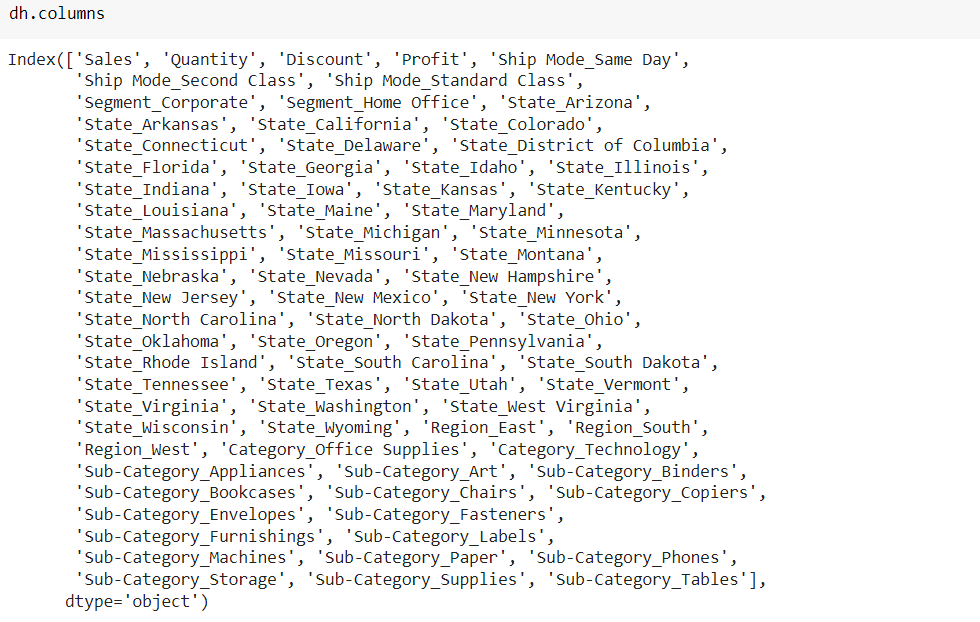 dh.columns
Index(['Sales', 'Quantity', 'Discount', 'Profit', 'Ship Mode_Same Day',
'Ship Mode_Second Class', 'Ship Mode_Standard Class',
'Segment_Corporate', 'Segment_Home Office', 'State_Arizona',
'State_Arkansas', 'State_California', 'State_Colorado',
'State_Connecticut', 'State_Delaware', 'State_District of Columbia',
'State_Florida', 'State_Georgia', 'State_Idaho', 'State_Illinois',
'State_Indiana', 'State_Iowa', 'State_Kansas', 'State_Kentucky',
'State_Louisiana', 'State_Maine', 'State_Maryland',
'State_Massachusetts', 'State_Michigan', 'State_Minnesota',
'State_Mississippi', 'State_Missouri', 'State_Montana',
'State_Nebraska', 'State_Nevada', 'State_New Hampshire',
'State_New Jersey', 'State_New Mexico', 'State_New York',
'State_North Carolina', 'State_North Dakota', 'State_Ohio',
'State_Oklahoma', 'State_Oregon', 'State_Pennsylvania',
'State_Rhode Island', 'State_South Carolina', 'State_South Dakota',
'State_Tennessee', 'State_Texas', 'State_Utah', 'State_Vermont',
'State_Virginia', 'State_Washington', 'State_West Virginia',
'State_Wisconsin', 'State_Wyoming', 'Region_East', 'Region_South',
'Region_West', 'Category_Office Supplies', 'Category_Technology',
'Sub-Category_Appliances', 'Sub-Category_Art', 'Sub-Category_Binders',
'Sub-Category_Bookcases', 'Sub-Category_Chairs', 'Sub-Category_Copiers',
'Sub-Category_Envelopes', 'Sub-Category_Fasteners',
'Sub-Category_Furnishings', 'Sub-Category_Labels',
'Sub-Category_Machines', 'Sub-Category_Paper', 'Sub-Category_Phones',
'Sub-Category_Storage', 'Sub-Category_Supplies', 'Sub-Category_Tables'],
dtype='object')